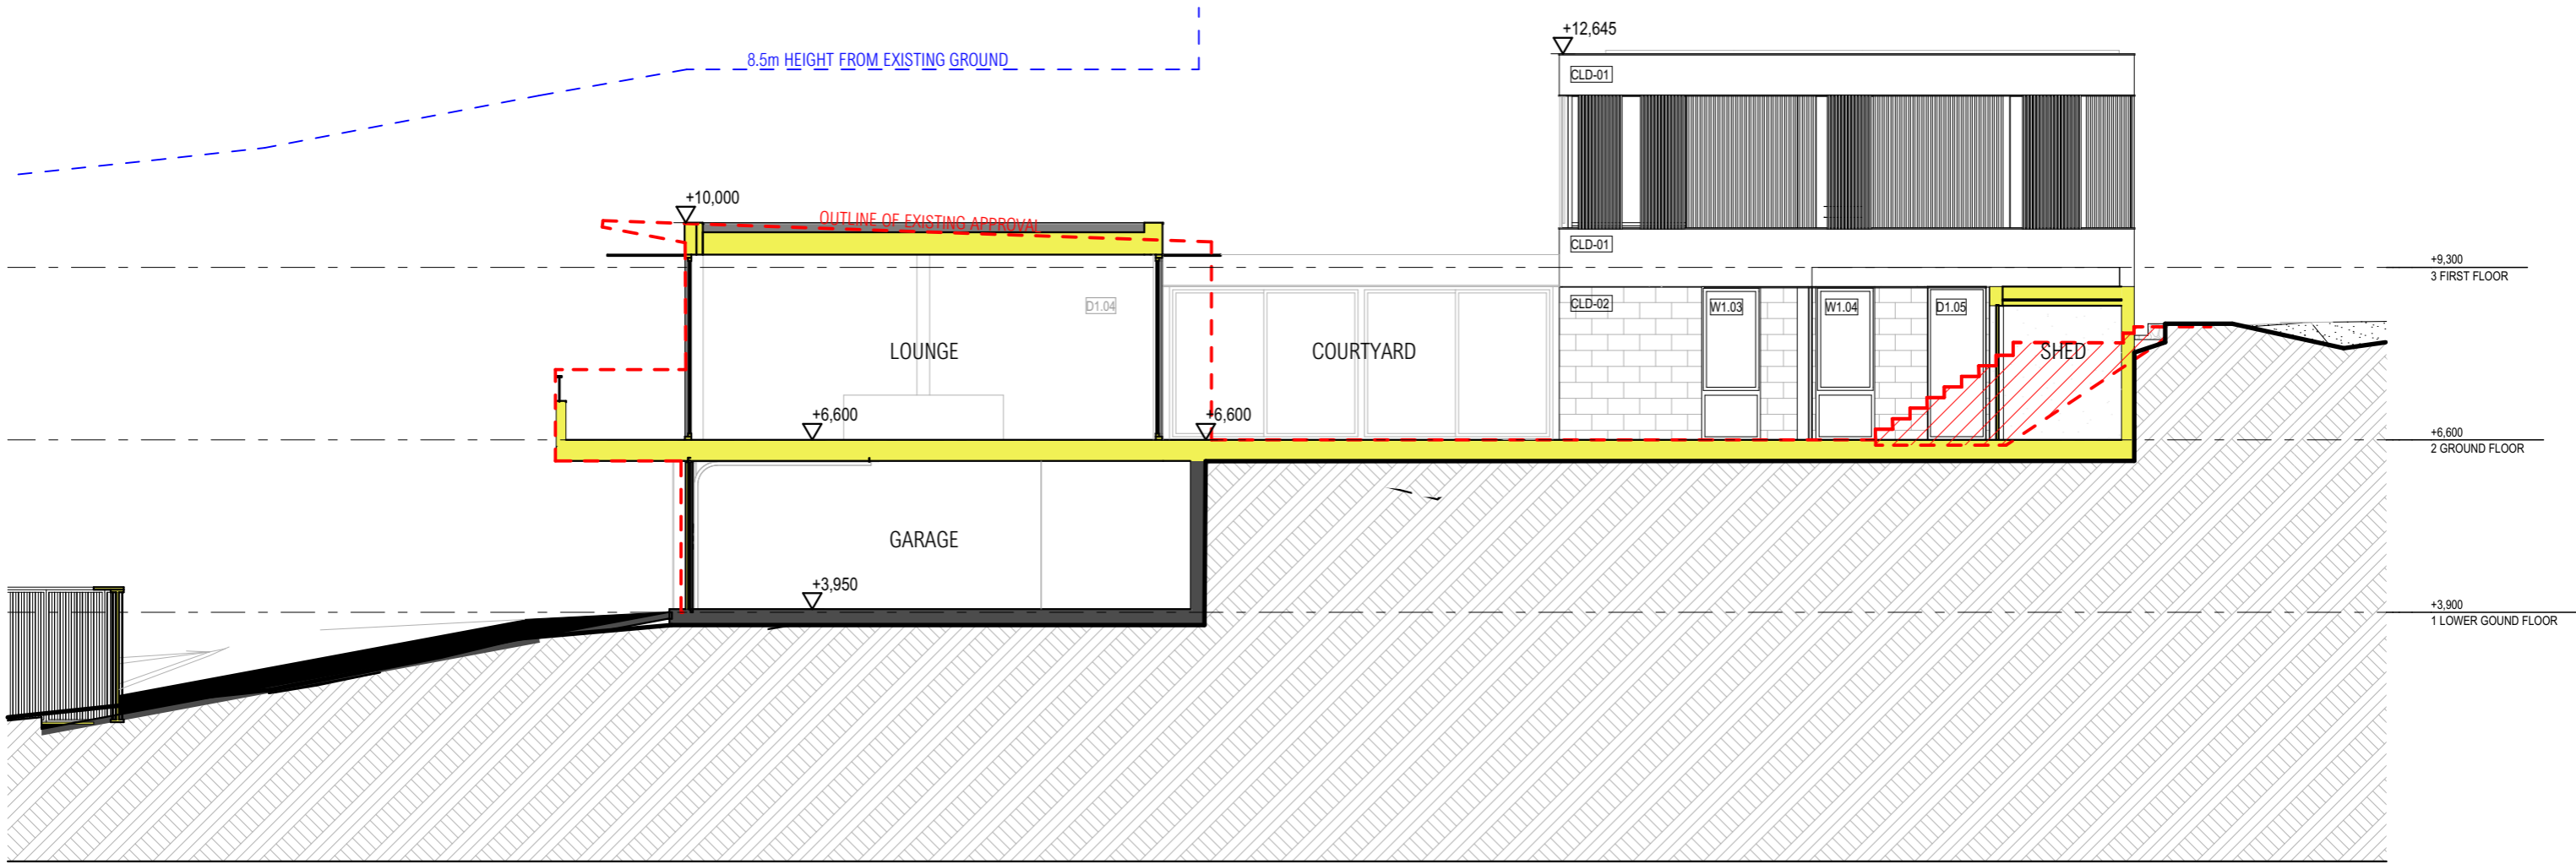 +12,645
8.5m HEIGHT FROM EXISTING GROUND
CLD-01
+10,000
OUTLINE OF EXISTING APPROVAL
CLD-01
+9,300
3 FIRST FLOOR
D1.04
CLD-02
W1.03
W1.04
D1.05
LOUNGE
COURTYARD
SHED
+6,600
+6,600
+6,600
2 GROUND FLOOR
GARAGE
+3,950
+3,900
1 LOWER GOUND FLOOR